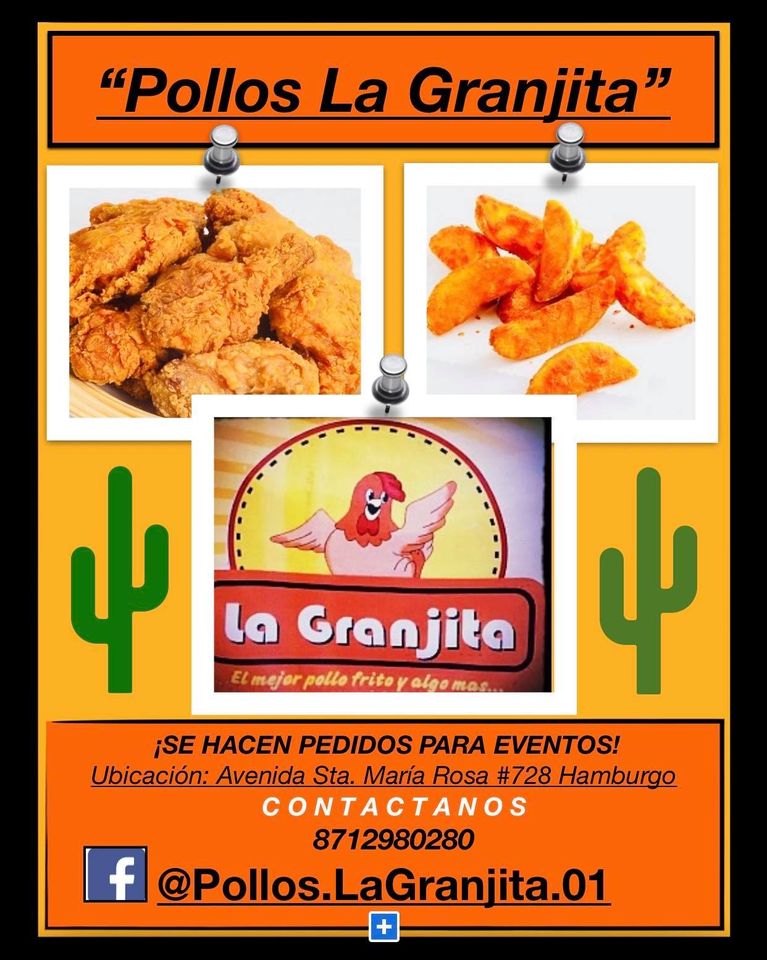 “Pollos La Granjita”
La Granjita
El mejor pollo frito y algo mas...
¡SE HACEN PEDIDOS PARA EVENTOS!
Ubicación: Avenida Sta. María Rosa #728 Hamburgo
CONTACTANOS
8712980280
f @Pollos.LaGranjita.01